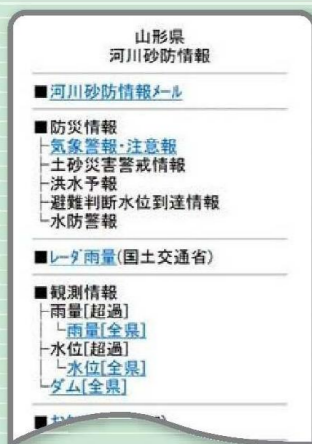 山形県
河川砂防情報
■河川砂防情報メール
■防災情報
├気象警報・注意報
├土砂災害警戒情報
├洪水予報
├避難判断水位到達情報
└水防警報
■レーダ雨量(国土交通省)
■観測情報
├雨量[超過]
│└雨量[全県]
├水位[超過]
│└水位[全県]
└ダム[全県]